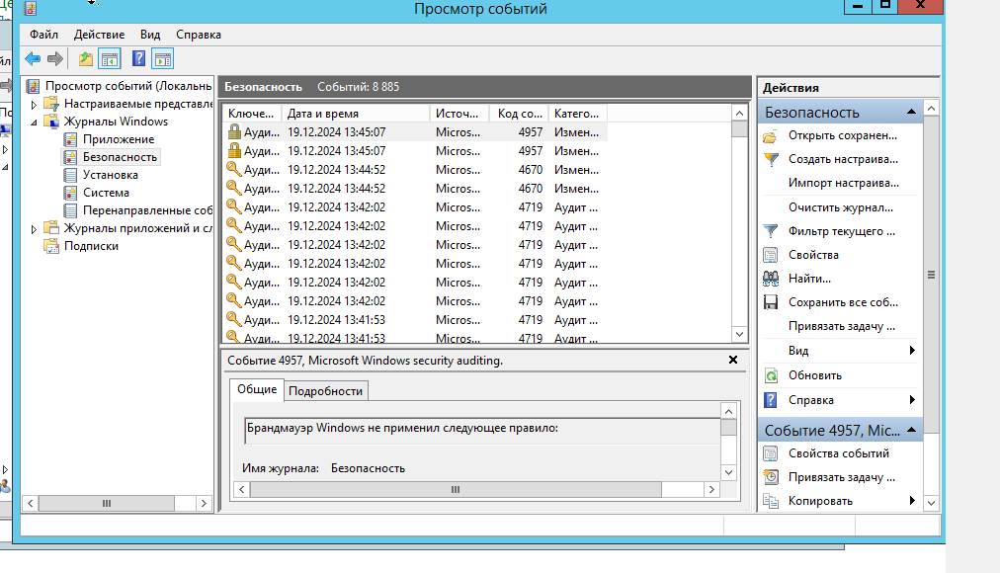 Просмотр событий
Файл Действие Вид Справка
Просмотр событий (Локальнь
Настраиваемые представле
Журналы Windows
Приложение
Безопасность
Установка
Система
Перенаправленные соб
Журналы приложений и сл
Подписки
Безопасность Событий: 8 885
Ключе... Дата и время Источ... Код со... Катего...
Ауди... 19.12.2024 13:45:07 Micros... 4957 Измен...
Ауди... 19.12.2024 13:45:07 Micros... 4957 Измен...
Ауди... 19.12.2024 13:44:52 Micros... 4670 Измен...
Ауди... 19.12.2024 13:44:52 Micros... 4670 Измен...
Ауди... 19.12.2024 13:42:02 Micros... 4719 Аудит ...
Ауди... 19.12.2024 13:42:02 Micros... 4719 Аудит ...
Ауди... 19.12.2024 13:42:02 Micros... 4719 Аудит ...
Ауди... 19.12.2024 13:42:02 Micros... 4719 Аудит ...
Ауди... 19.12.2024 13:42:02 Micros... 4719 Аудит ...
Ауди... 19.12.2024 13:42:02 Micros... 4719 Аудит ...
Ауди... 19.12.2024 13:41:53 Micros... 4719 Аудит ...
Ауди... 19.12.2024 13:41:53 Micros... 4719 Аудит ...
Событие 4957, Microsoft Windows security auditing.
Общие Подробности
Брандмауэр Windows не применил следующее правило:
Имя журнала: Безопасность
Действия
Безопасность
Открыть сохранен...
Создать настраива...
Импорт настраива...
Очистить журнал...
Фильтр текущего ...
Свойства
Найти...
Сохранить все соб...
Привязать задачу ...
Вид
Обновить
Справка
Событие 4957, Mic...
Свойства событий
Привязать задачу ...
Копировать